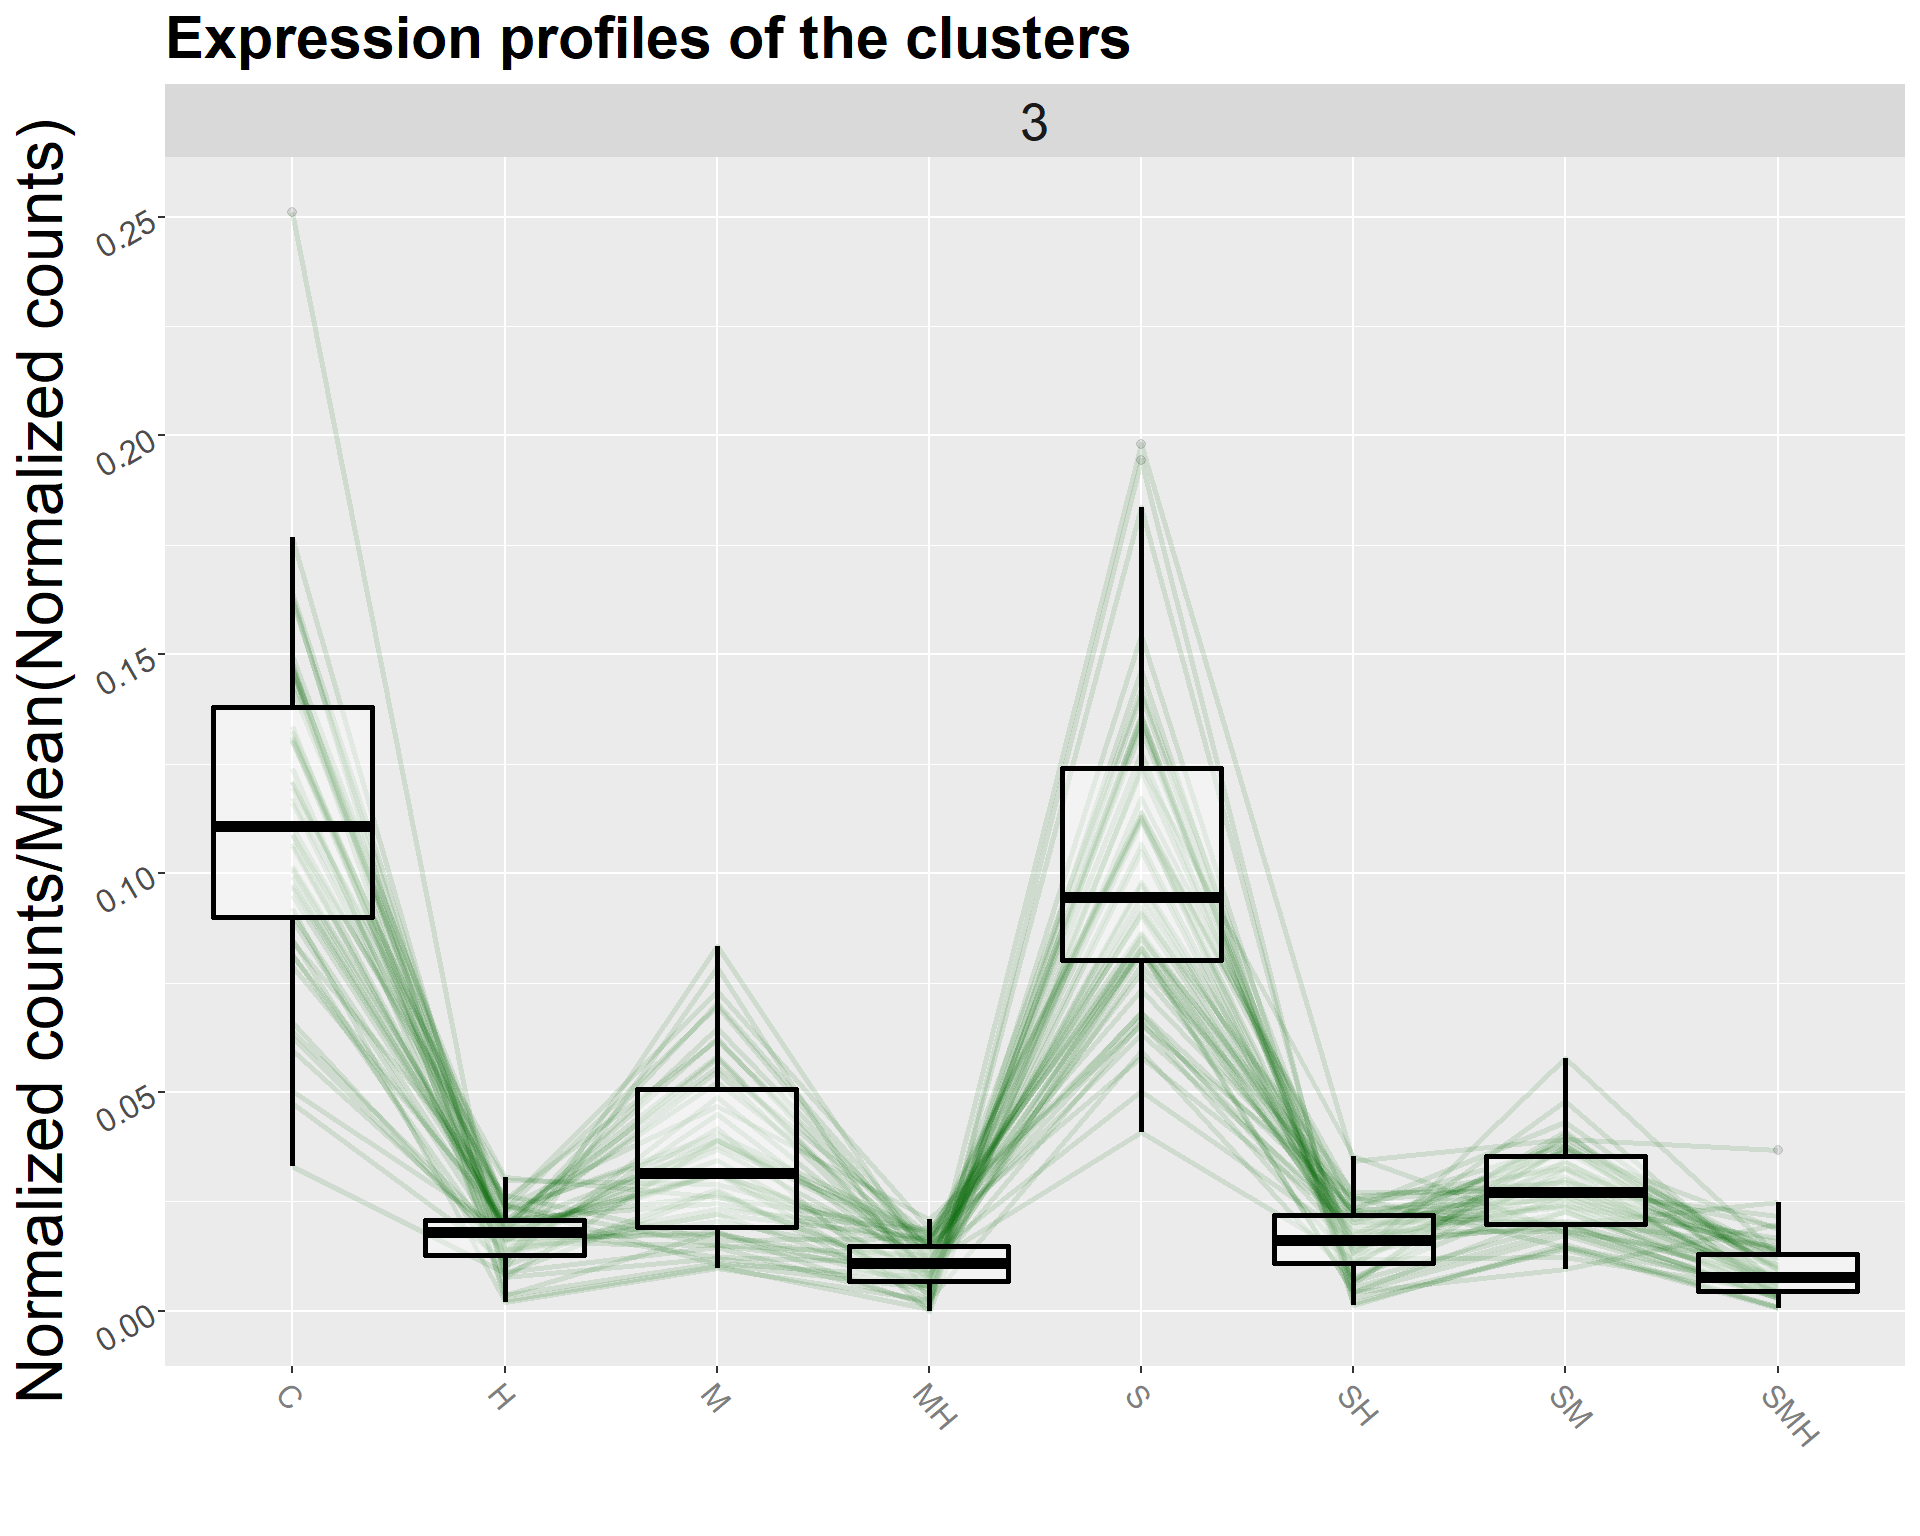 Expression profiles of the clusters
3
Normalized counts/Mean(Normalized counts)
0.25
0.20
0.15
0.10
0.05
0.00
C H M MH S SH SM SMH